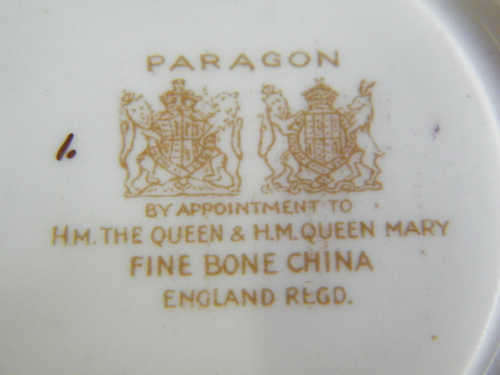 PARAGON
BY APPOINTMENT TO
H.M. THE QUEEN & H.M. QUEEN MARY
FINE BONE CHINA
ENGLAND REGD.